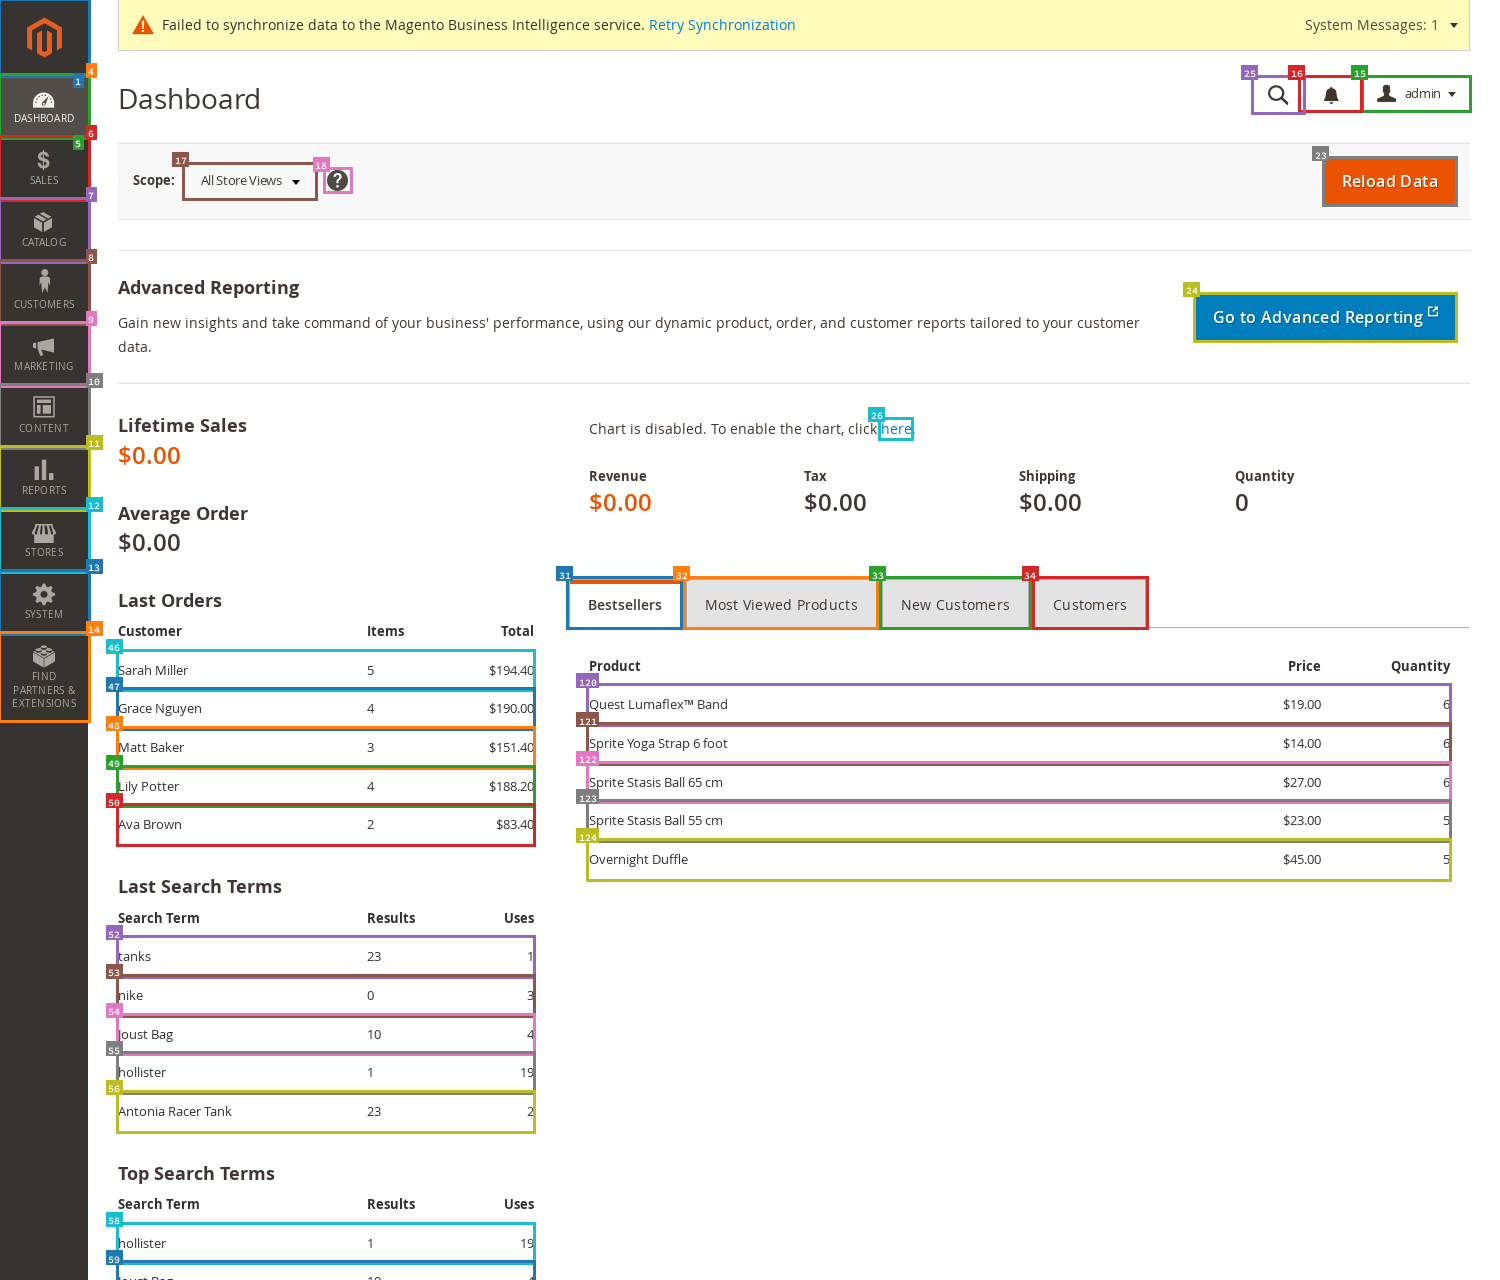 Failed to synchronize data to the Magento Business Intelligence service. Retry Synchronization
System Messages: 1
4
1
DASHBOARD
6
5
SALES
7
CATALOG
8
CUSTOMERS
9
MARKETING
10
CONTENT
11
REPORTS
12
STORES
13
SYSTEM
14
FIND
PARTNERS &
EXTENSIONS
Dashboard
25
16
15
admin
17
18
Scope: All Store Views ?
23
Reload Data
Advanced Reporting
Gain new insights and take command of your business' performance, using our dynamic product, order, and customer reports tailored to your customer
data.
24
Go to Advanced Reporting
Lifetime Sales
$0.00
Average Order
$0.00
26
Chart is disabled. To enable the chart, click here.
Revenue Tax Shipping Quantity
$0.00 $0.00 $0.00 0
Last Orders
Customer Items Total
46
Sarah Miller 5 $194.40
47
Grace Nguyen 4 $190.00
48
Matt Baker 3 $151.40
49
Lily Potter 4 $188.20
50
Ava Brown 2 $83.40
31 32 33 34
Bestsellers Most Viewed Products New Customers Customers
Product Price Quantity
120
Quest Lumaflex™ Band $19.00 6
121
Sprite Yoga Strap 6 foot $14.00 6
122
Sprite Stasis Ball 65 cm $27.00 6
123
Sprite Stasis Ball 55 cm $23.00 5
124
Overnight Duffle $45.00 5
Last Search Terms
Search Term Results Uses
52
tanks 23 1
53
nike 0 3
54
Joust Bag 10 4
55
hollister 1 19
56
Antonia Racer Tank 23 2
Top Search Terms
Search Term Results Uses
58
hollister 1 19
59
Joust Bag 10 4